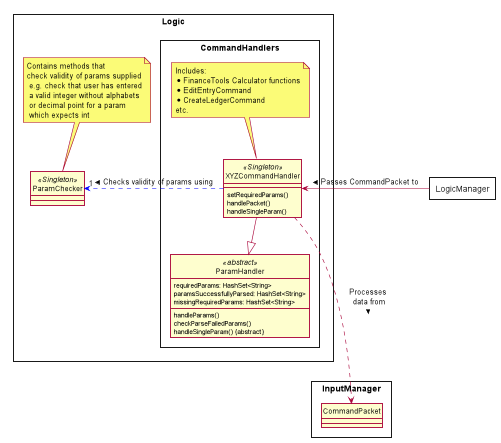 Logic
CommandHandlers
Contains methods that
check validity of params supplied
e.g. check that user has entered
a valid integer without alphabets
or decimal point for a param
which expects int
Includes:
• FinanceTools Calculator functions
• EditEntryCommand
• CreateLedgerCommand
etc.
«Singleton»
ParamChecker
1
◄ Checks validity of params using
«Singleton»
XYZCommandHandler
setRequiredParams()
handlePacket()
handleSingleParam()
◄ Passes CommandPacket to
LogicManager
«abstract»
ParamHandler
requiredParams: HashSet<String>
paramsSuccessfullyParsed: HashSet<String>
missingRequiredParams: HashSet<String>
handleParams()
checkParseFailedParams()
handleSingleParam() {abstract}
Processes
data from
▼
InputManager
CommandPacket